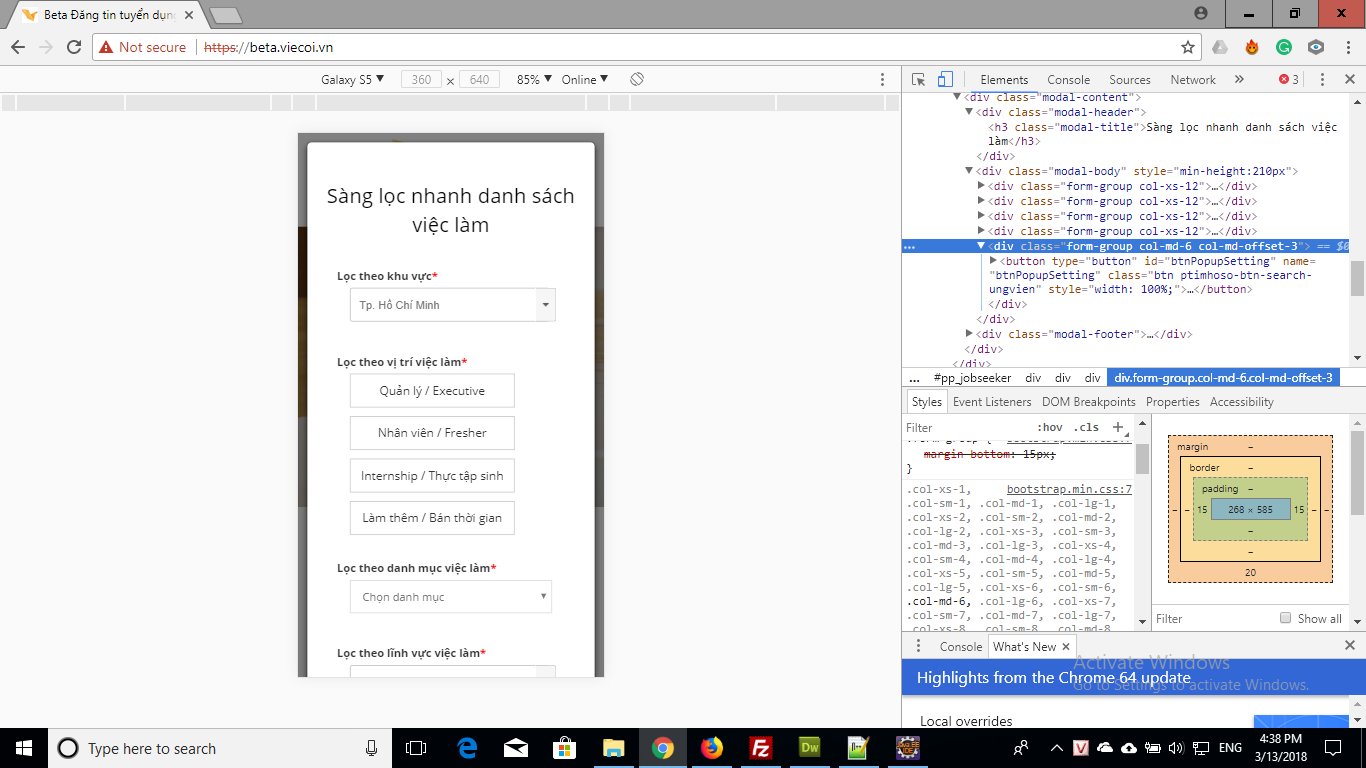 Beta Đăng tin tuyển dụng
Not secure https://beta.viecoi.vn
Galaxy S5 ▼ 360 × 640 85% ▼ Online ▼
Sàng lọc nhanh danh sách
việc làm
Lọc theo khu vực*
Tp. Hồ Chí Minh
Lọc theo vị trí việc làm*
Quản lý / Executive
Nhân viên / Fresher
Internship / Thực tập sinh
Làm thêm / Bán thời gian
Lọc theo danh mục việc làm*
Chọn danh mục
Lọc theo lĩnh vực việc làm*
Elements Console Sources Network » 3
▼<div class="modal-content">
▼<div class="modal-header">
<h3 class="modal-title">Sàng lọc nhanh danh sách việc
làm</h3>
</div>
▼<div class="modal-body" style="min-height:210px">
▶<div class="form-group col-xs-12">…</div>
▶<div class="form-group col-xs-12">…</div>
▶<div class="form-group col-xs-12">…</div>
▶<div class="form-group col-xs-12">…</div>
… ▼<div class="form-group col-md-6 col-md-offset-3"> == $0
▶<button type="button" id="btnPopupSetting" name=
"btnPopupSetting" class="btn ptimhoso-btn-search-
ungvien" style="width: 100%;">…</button>
</div>
</div>
▶<div class="modal-footer">…</div>
</div>
</div>
... #pp_jobseeker div div div div.form-group.col-md-6.col-md-offset-3
Styles Event Listeners DOM Breakpoints Properties Accessibility
Filter :hov .cls +
margin-bottom: 15px;
}
.col-xs-1, bootstrap.min.css:7
.col-sm-1, .col-md-1, .col-lg-1,
.col-xs-2, .col-sm-2, .col-md-2,
.col-lg-2, .col-xs-3, .col-sm-3,
.col-md-3, .col-lg-3, .col-xs-4,
.col-sm-4, .col-md-4, .col-lg-4,
.col-xs-5, .col-sm-5, .col-md-5,
.col-lg-5, .col-xs-6, .col-sm-6,
.col-md-6, .col-lg-6, .col-xs-7,
.col-sm-7, .col-md-7, .col-lg-7,
.col-xs-8, .col-sm-8, .col-md-8,
margin –
border –
padding –
– – 15 268 × 585 15 – –
–
–
20
Filter Show all
Console What's New ×
Highlights from the Chrome 64 update
Local overrides
Activate Windows
Go to Settings to activate Windows.
Type here to search
Fz Dw V ENG
4:38 PM
3/13/2018